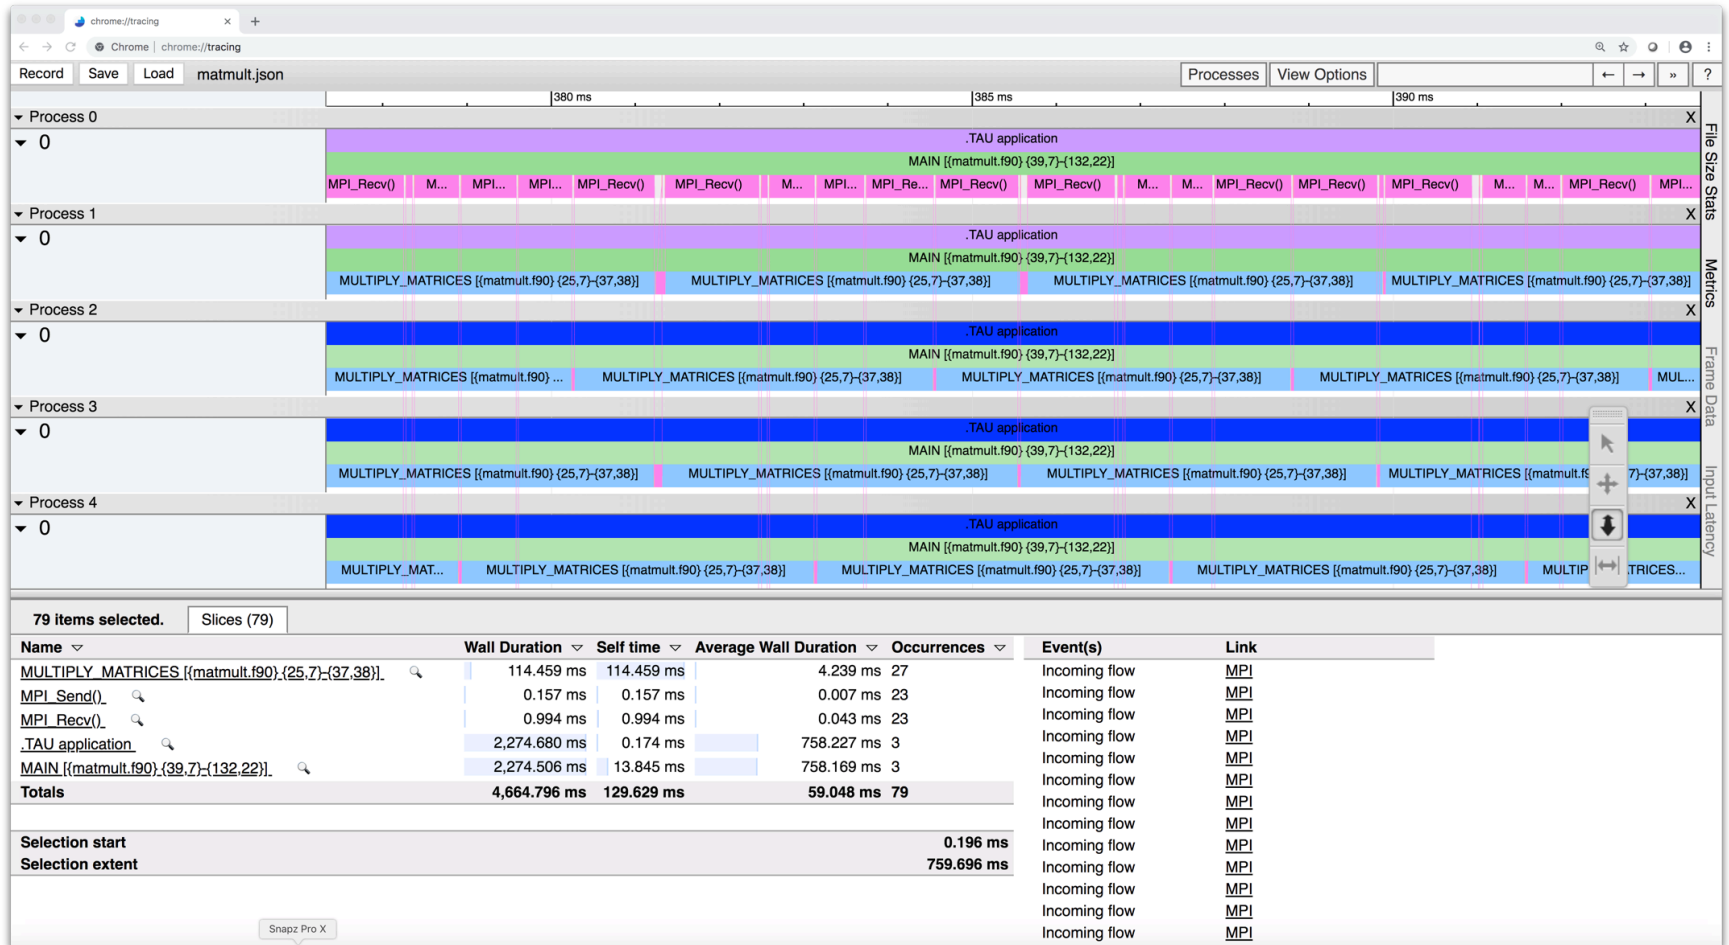 chrome://tracing × +
Chrome | chrome://tracing
Record Save Load matmult.json Processes View Options ← → » ?
380 ms 385 ms 390 ms
Process 0 X
0
.TAU application
MAIN [{matmult.f90} {39,7}-{132,22}]
MPI_Recv() M... MPI... MPI... MPI_Recv() MPI_Recv() M... MPI... MPI_Re... MPI_Recv() MPI_Recv() M... M... MPI_Recv() MPI_Recv() MPI_Recv() M... M... MPI_Recv() MPI...
Process 1 X
0
.TAU application
MAIN [{matmult.f90} {39,7}-{132,22}]
MULTIPLY_MATRICES [{matmult.f90} {25,7}-{37,38}] MULTIPLY_MATRICES [{matmult.f90} {25,7}-{37,38}] MULTIPLY_MATRICES [{matmult.f90} {25,7}-{37,38}] MULTIPLY_MATRICES [{matmult.f90} {25,7}-{37,38}]
Process 2 X
0
.TAU application
MAIN [{matmult.f90} {39,7}-{132,22}]
MULTIPLY_MATRICES [{matmult.f90} ... MULTIPLY_MATRICES [{matmult.f90} {25,7}-{37,38}] MULTIPLY_MATRICES [{matmult.f90} {25,7}-{37,38}] MULTIPLY_MATRICES [{matmult.f90} {25,7}-{37,38}] MUL...
Process 3 X
0
.TAU application
MAIN [{matmult.f90} {39,7}-{132,22}]
MULTIPLY_MATRICES [{matmult.f90} {25,7}-{37,38}] MULTIPLY_MATRICES [{matmult.f90} {25,7}-{37,38}] MULTIPLY_MATRICES [{matmult.f90} {25,7}-{37,38}] MULTIPLY_MATRICES [{matmult.f9 7}-{37,38}]
Process 4 X
0
.TAU application
MAIN [{matmult.f90} {39,7}-{132,22}]
MULTIPLY_MAT... MULTIPLY_MATRICES [{matmult.f90} {25,7}-{37,38}] MULTIPLY_MATRICES [{matmult.f90} {25,7}-{37,38}] MULTIPLY_MATRICES [{matmult.f90} {25,7}-{37,38}] MULTIP TRICES...
File Size Stats
Metrics
Frame Data
Input Latency
79 items selected. Slices (79)
Name Wall Duration Self time Average Wall Duration Occurrences
MULTIPLY_MATRICES [{matmult.f90} {25,7}-{37,38}] 114.459 ms 114.459 ms 4.239 ms 27
MPI_Send() 0.157 ms 0.157 ms 0.007 ms 23
MPI_Recv() 0.994 ms 0.994 ms 0.043 ms 23
.TAU application 2,274.680 ms 0.174 ms 758.227 ms 3
MAIN [{matmult.f90} {39,7}-{132,22}] 2,274.506 ms 13.845 ms 758.169 ms 3
Totals 4,664.796 ms 129.629 ms 59.048 ms 79
Selection start 0.196 ms
Selection extent 759.696 ms
Event(s) Link
Incoming flow MPI
Incoming flow MPI
Incoming flow MPI
Incoming flow MPI
Incoming flow MPI
Incoming flow MPI
Incoming flow MPI
Incoming flow MPI
Incoming flow MPI
Incoming flow MPI
Incoming flow MPI
Incoming flow MPI
Incoming flow MPI
Snapz Pro X